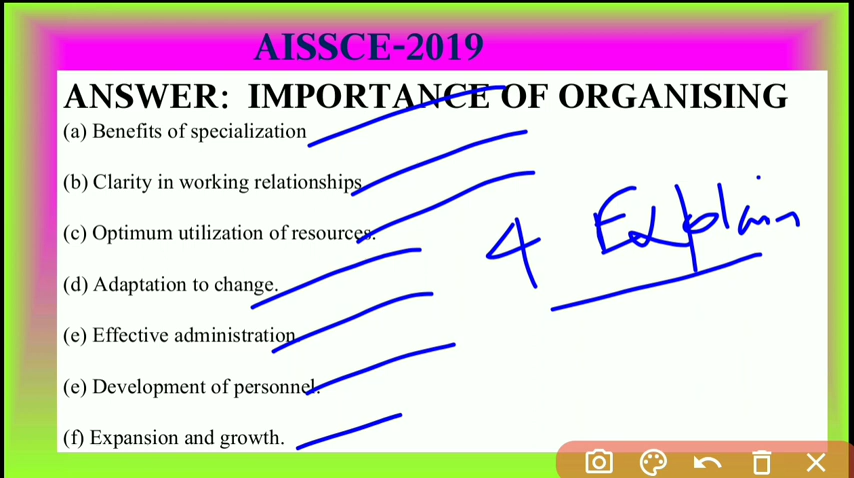 AISSCE-2019
ANSWER: IMPORTANCE OF ORGANISING
(a) Benefits of specialization
(b) Clarity in working relationships
(c) Optimum utilization of resources.
4 Explain
(d) Adaptation to change.
(e) Effective administration
(e) Development of personnel.
(f) Expansion and growth.